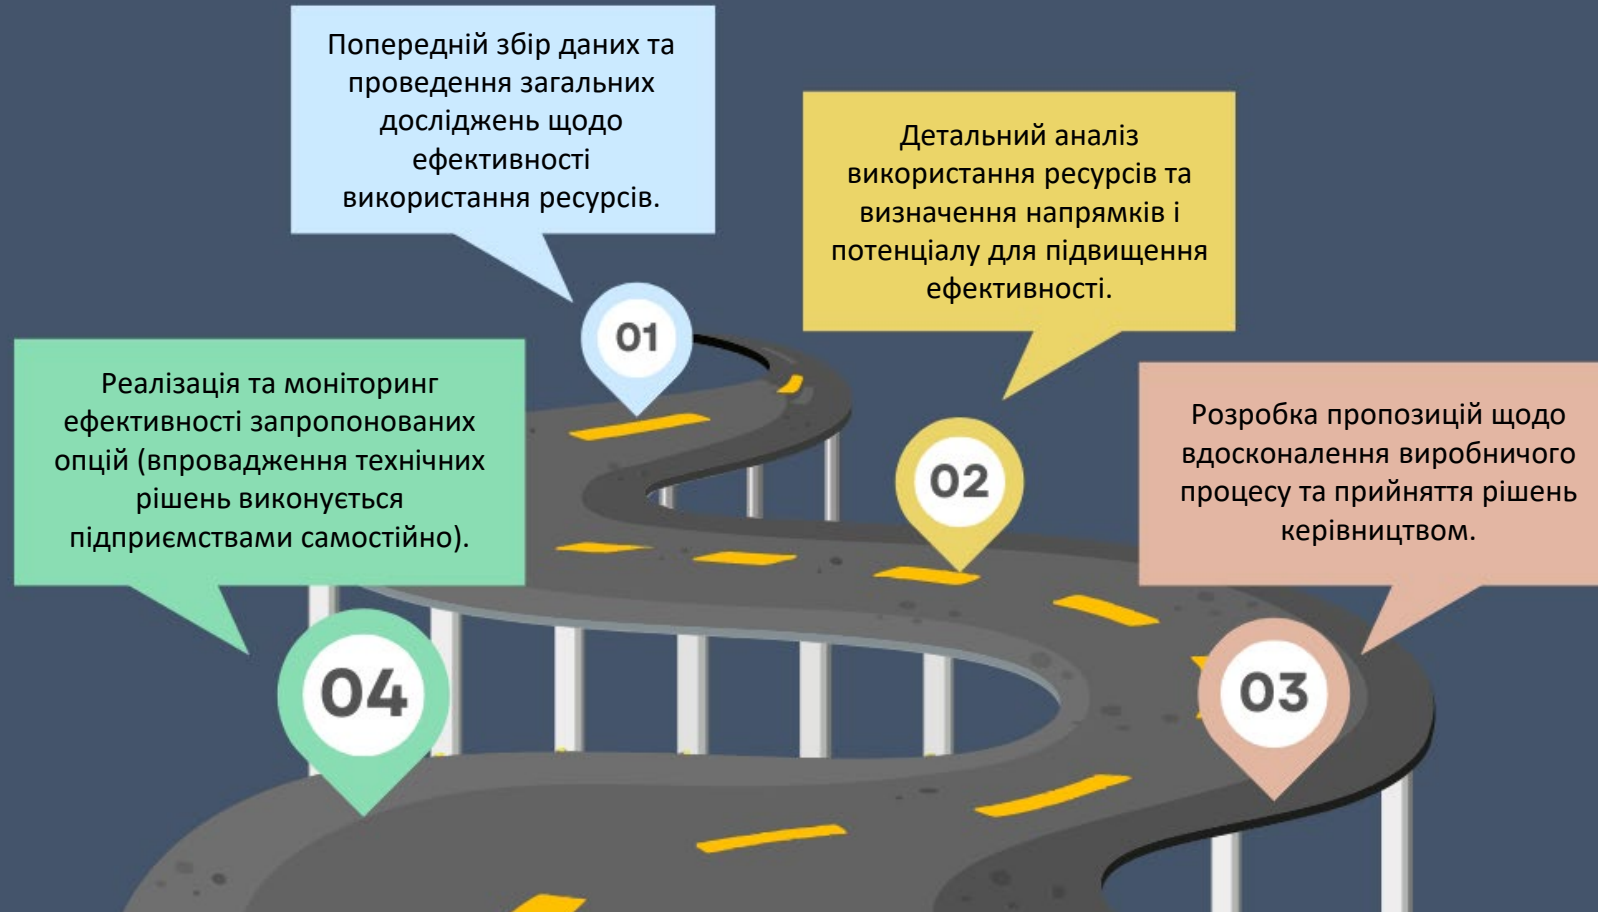 Попередній збір даних та
проведення загальних
досліджень щодо
ефективності
використання ресурсів.
01
Детальний аналіз
використання ресурсів та
визначення напрямків і
потенціалу для підвищення
ефективності.
02
Розробка пропозицій щодо
вдосконалення виробничого
процесу та прийняття рішень
керівництвом.
03
Реалізація та моніторинг
ефективності запропонованих
опцій (впровадження технічних
рішень виконується
підприємствами самостійно).
04